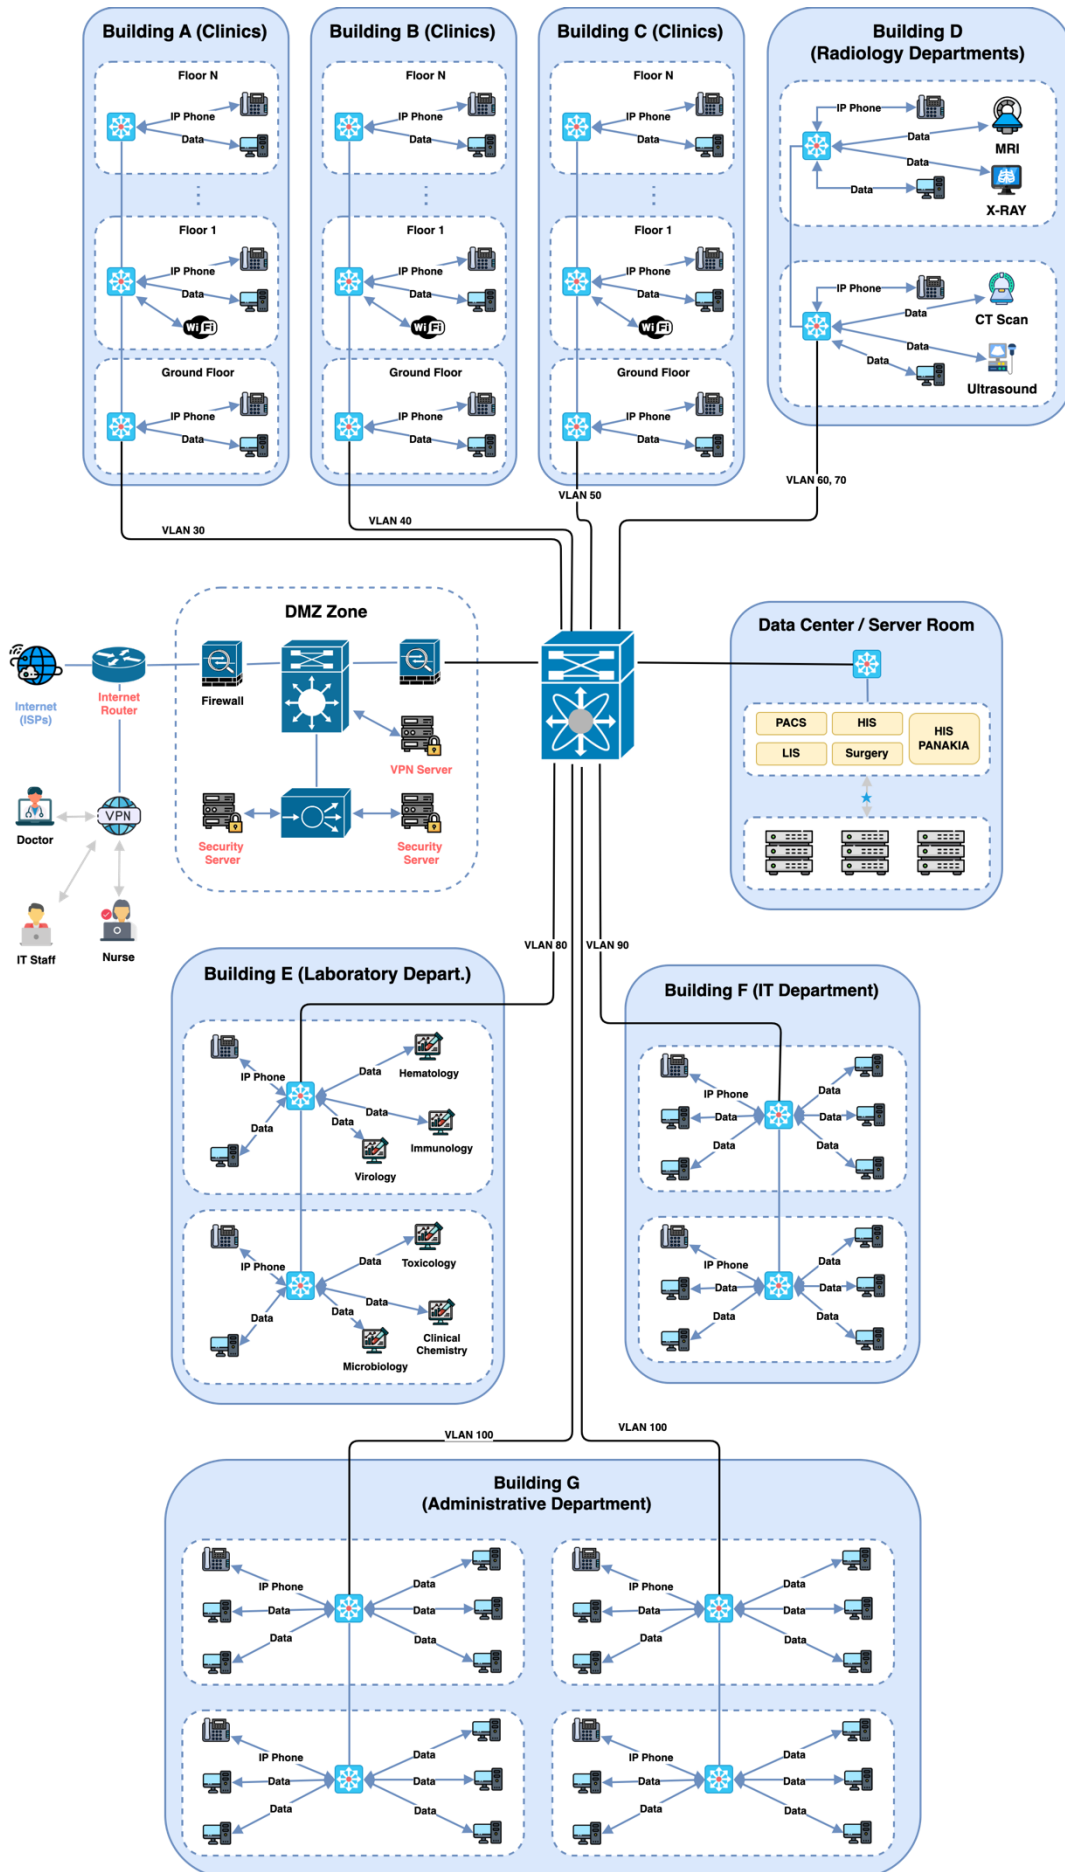 Building A (Clinics)
Floor N
IP Phone
Data
Floor 1
IP Phone
Data
WiFi
Ground Floor
IP Phone
Data
Building B (Clinics)
Floor N
IP Phone
Data
Floor 1
IP Phone
Data
WiFi
Ground Floor
IP Phone
Data
Building C (Clinics)
Floor N
IP Phone
Data
Floor 1
IP Phone
Data
WiFi
Ground Floor
IP Phone
Data
Building D
(Radiology Departments)
IP Phone
Data
MRI
Data
Data
X-RAY
IP Phone
Data
CT Scan
Data
Data
Ultrasound
VLAN 30
VLAN 40
VLAN 50
VLAN 60, 70
DMZ Zone
Internet
(ISPs)
Internet
Router
Firewall
VPN Server
Security
Server
Security
Server
VPN
Doctor
IT Staff
Nurse
Data Center / Server Room
PACS
HIS
HIS
PANAKIA
LIS
Surgery
VLAN 80
VLAN 90
Building E (Laboratory Depart.)
IP Phone
Data
Hematology
Data
Data
Data
Immunology
Virology
IP Phone
Data
Toxicology
Data
Data
Data
Clinical
Chemistry
Microbiology
Building F (IT Department)
IP Phone
Data
Data
Data
Data
Data
IP Phone
Data
Data
Data
Data
Data
VLAN 100
VLAN 100
Building G
(Administrative Department)
IP Phone
Data
Data
Data
Data
Data
IP Phone
Data
Data
Data
Data
Data
IP Phone
Data
Data
Data
Data
Data
IP Phone
Data
Data
Data
Data
Data